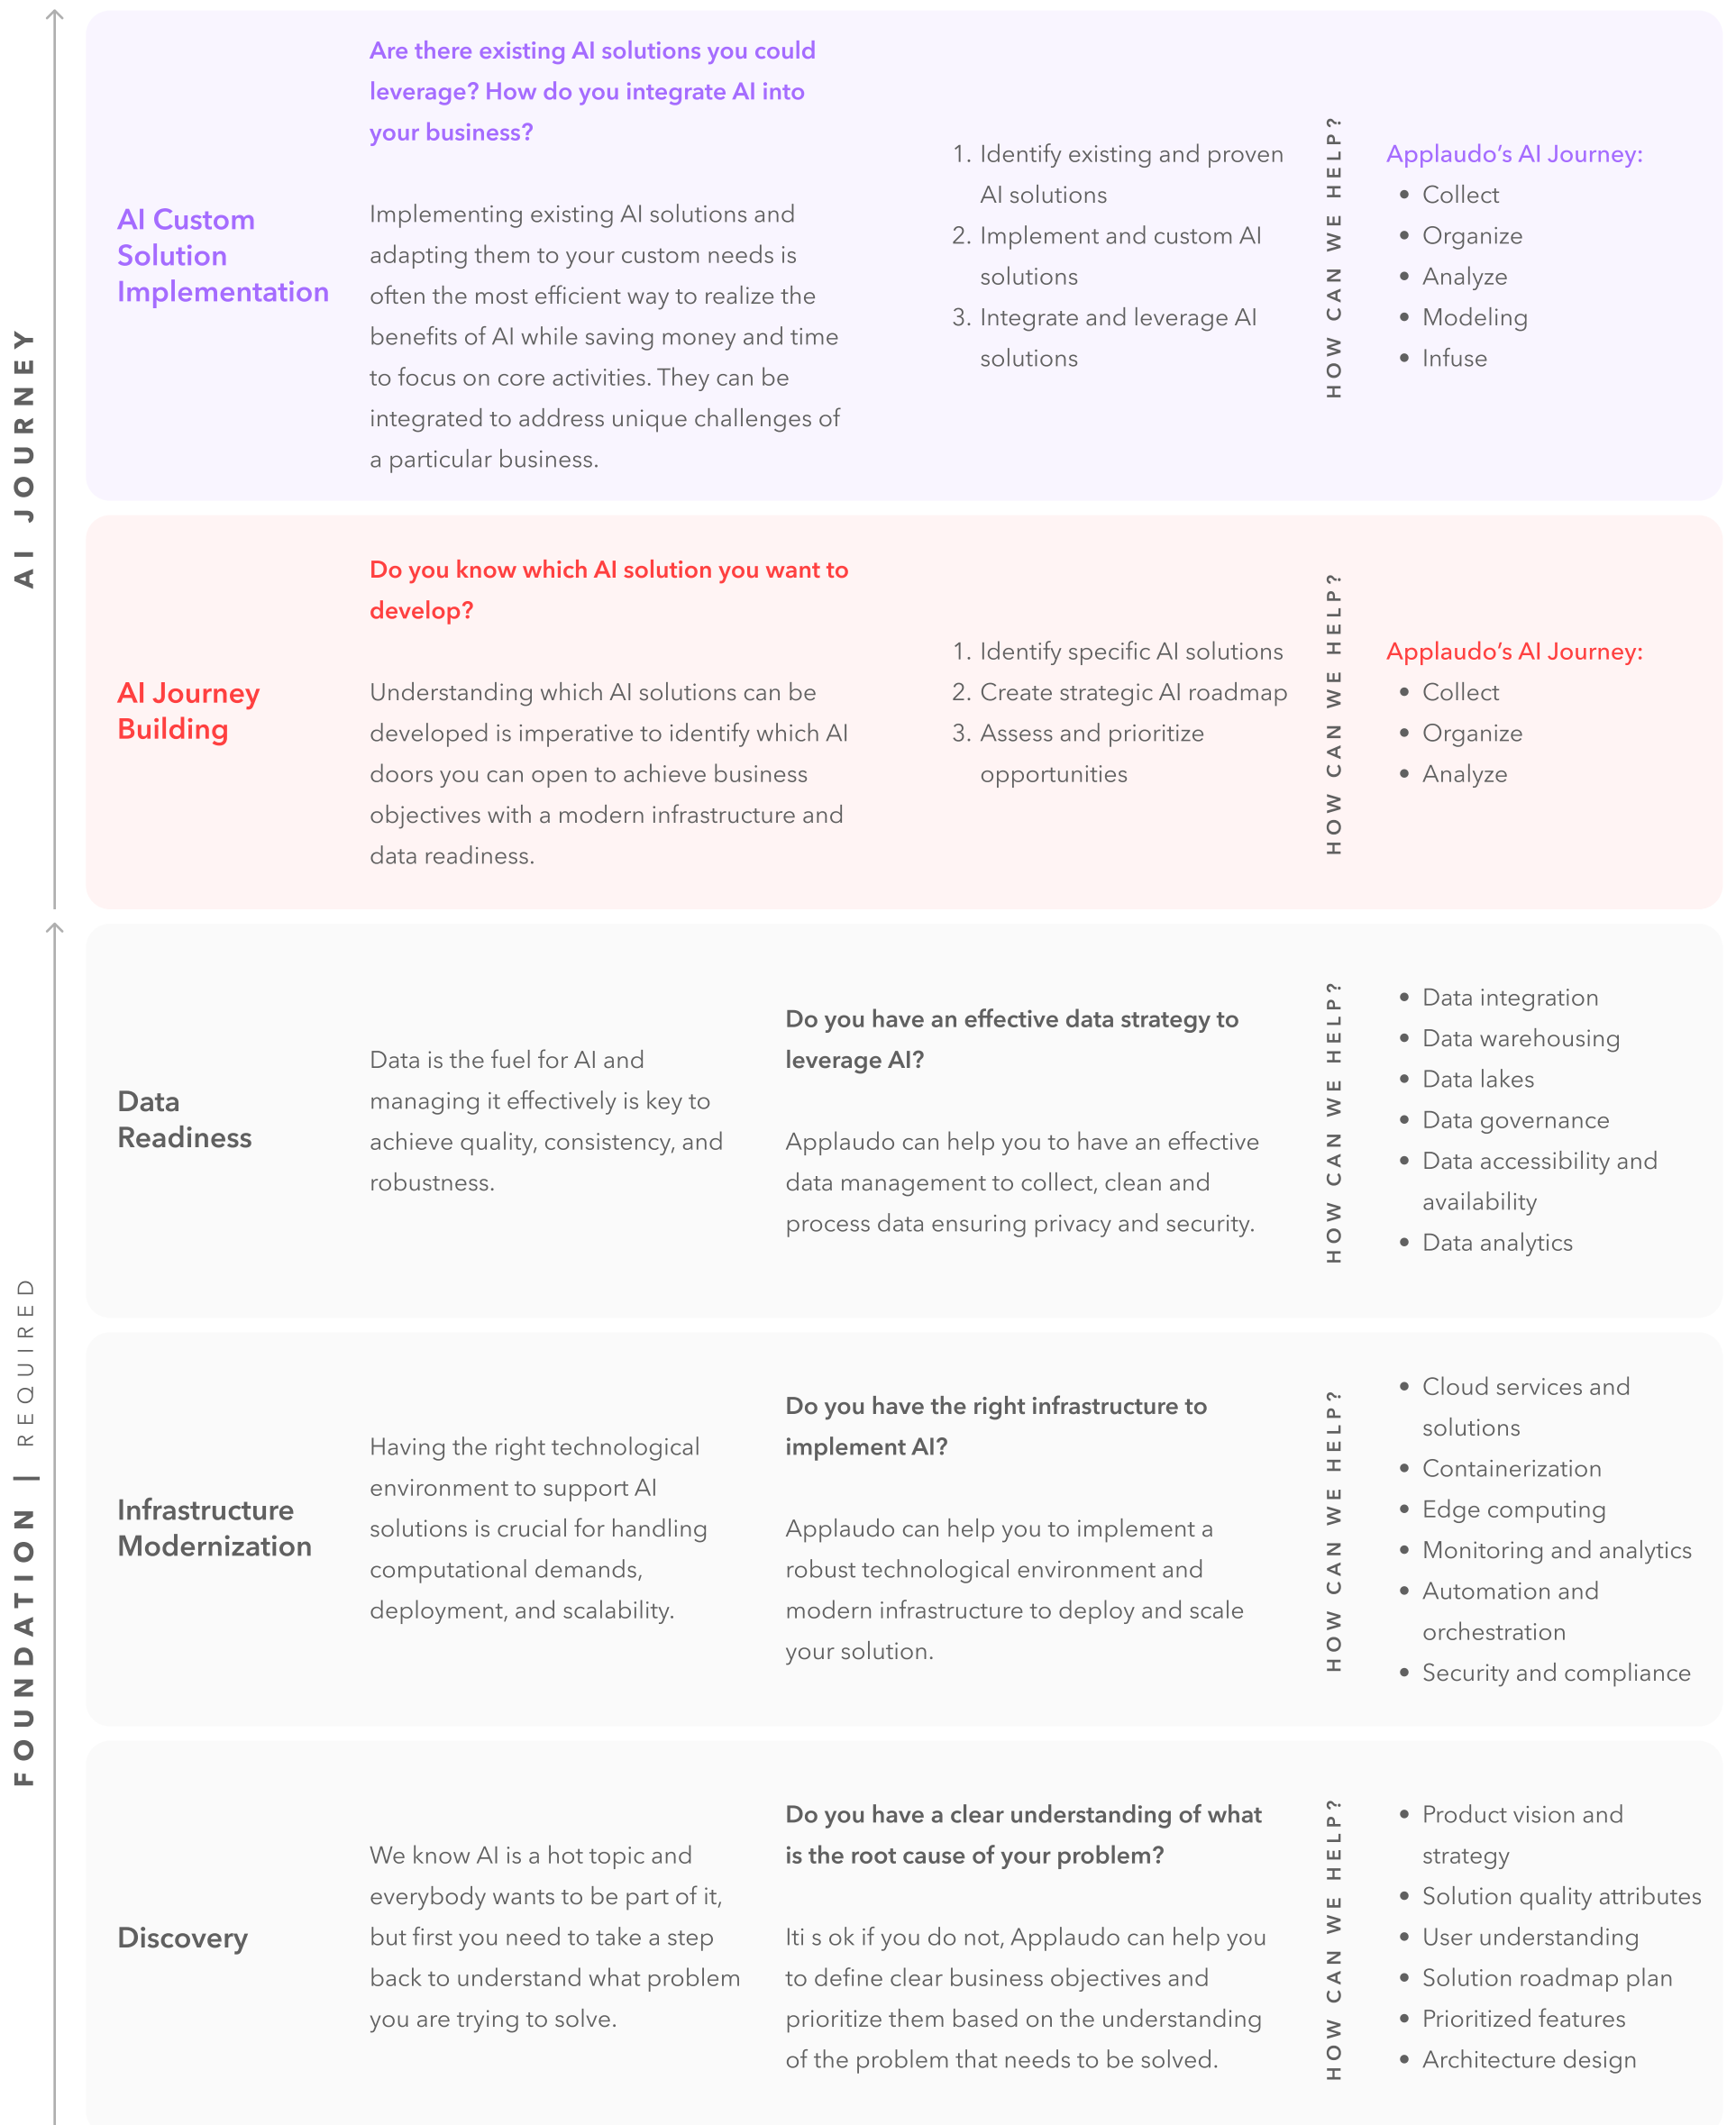 AI JOURNEY
AI Custom
Solution
Implementation
Are there existing AI solutions you could
leverage? How do you integrate AI into
your business?
Implementing existing AI solutions and
adapting them to your custom needs is
often the most efficient way to realize the
benefits of AI while saving money and time
to focus on core activities. They can be
integrated to address unique challenges of
a particular business.
1. Identify existing and proven
AI solutions
2. Implement and custom AI
solutions
3. Integrate and leverage AI
solutions
HOW CAN WE HELP?
Applaudo’s AI Journey:
• Collect
• Organize
• Analyze
• Modeling
• Infuse
AI Journey
Building
Do you know which AI solution you want to
develop?
Understanding which AI solutions can be
developed is imperative to identify which AI
doors you can open to achieve business
objectives with a modern infrastructure and
data readiness.
1. Identify specific AI solutions
2. Create strategic AI roadmap
3. Assess and prioritize
opportunities
HOW CAN WE HELP?
Applaudo’s AI Journey:
• Collect
• Organize
• Analyze
FOUNDATION | REQUIRED
Data
Readiness
Data is the fuel for AI and
managing it effectively is key to
achieve quality, consistency, and
robustness.
Do you have an effective data strategy to
leverage AI?
Applaudo can help you to have an effective
data management to collect, clean and
process data ensuring privacy and security.
HOW CAN WE HELP?
• Data integration
• Data warehousing
• Data lakes
• Data governance
• Data accessibility and
availability
• Data analytics
Infrastructure
Modernization
Having the right technological
environment to support AI
solutions is crucial for handling
computational demands,
deployment, and scalability.
Do you have the right infrastructure to
implement AI?
Applaudo can help you to implement a
robust technological environment and
modern infrastructure to deploy and scale
your solution.
HOW CAN WE HELP?
• Cloud services and
solutions
• Containerization
• Edge computing
• Monitoring and analytics
• Automation and
orchestration
• Security and compliance
Discovery
We know AI is a hot topic and
everybody wants to be part of it,
but first you need to take a step
back to understand what problem
you are trying to solve.
Do you have a clear understanding of what
is the root cause of your problem?
Iti s ok if you do not, Applaudo can help you
to define clear business objectives and
prioritize them based on the understanding
of the problem that needs to be solved.
HOW CAN WE HELP?
• Product vision and
strategy
• Solution quality attributes
• User understanding
• Solution roadmap plan
• Prioritized features
• Architecture design